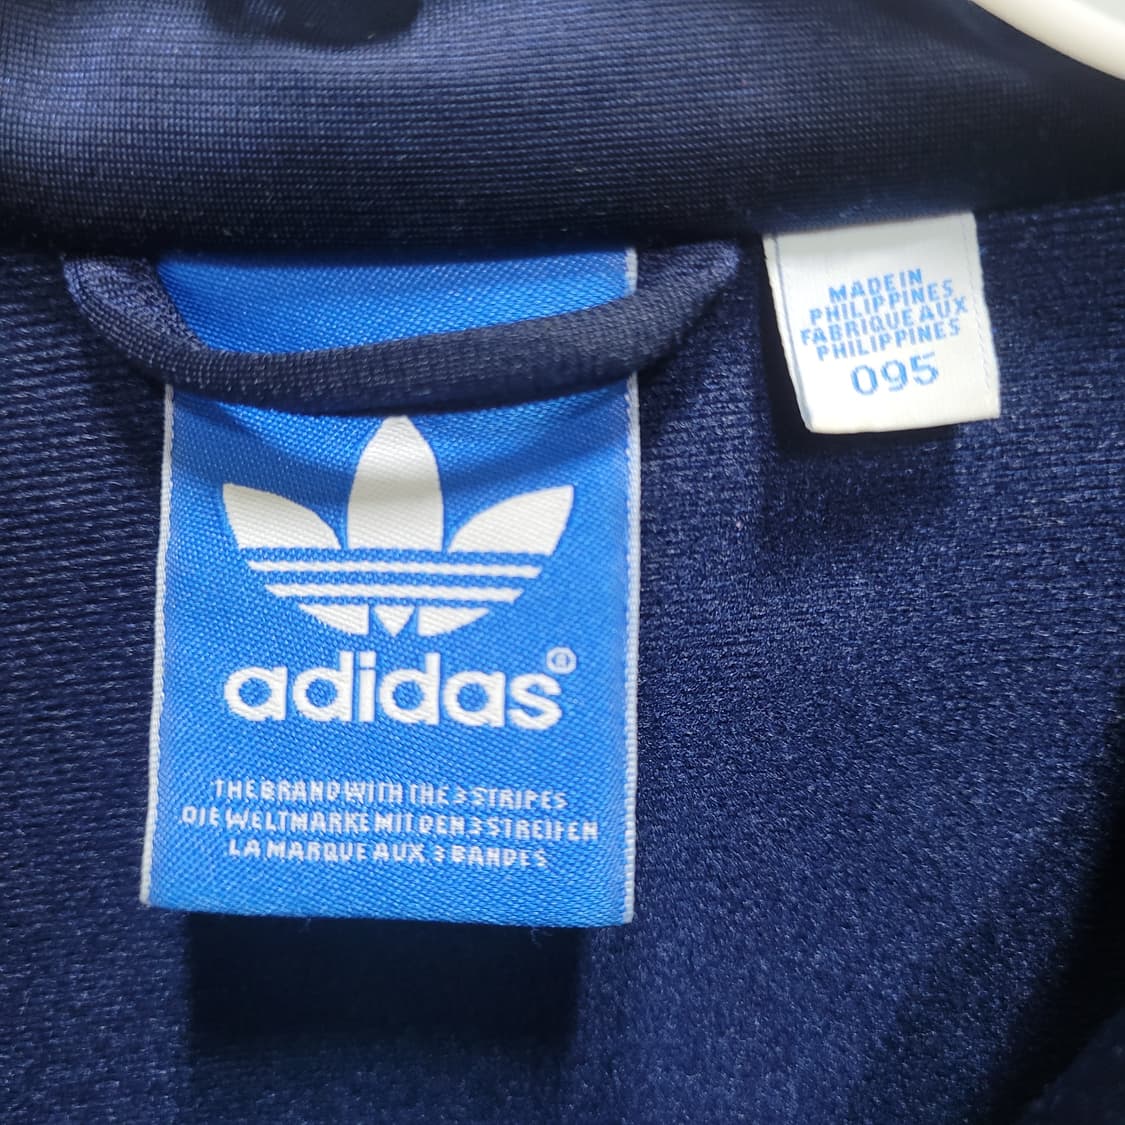 adidas®
THE BRAND WITH THE 3 STRIPES
DIE WELTMARKE MIT DEN 3 STREIFEN
LA MARQUE AUX 3 BANDES
MADE IN
PHILIPPINES
FABRIQUE AUX
PHILIPPINES
095